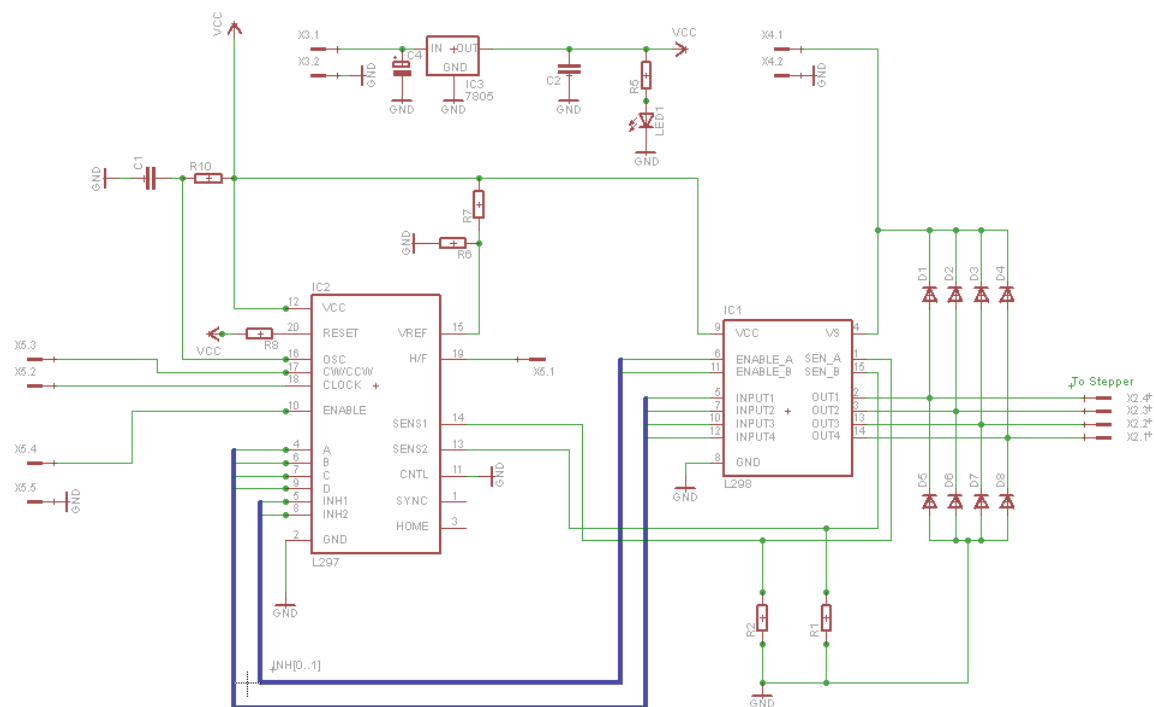 VCC
X3.1
X3.2
GND
C4
GND
IN
OUT
GND
IC3
7805
GND
C2
GND
VCC
R5
LED1
GND
X4.1
X4.2
GND
GND
C1
R10
R7
GND
R6
D1
D2
D3
D4
IC2
12
VCC
20
RESET
R8
VCC
16
OSC
17
CW/CCW
18
CLOCK
10
ENABLE
4
A
6
B
7
C
9
D
5
INH1
8
INH2
2
GND
L297
GND
VREF
15
H/F
19
X5.1
SENS1
14
SENS2
13
CNTL
11
GND
SYNC
1
HOME
3
X5.3
X5.2
X5.4
X5.5
GND
IC1
9
VCC
VS
4
6
ENABLE_A
SEN_A
1
11
ENABLE_B
SEN_B
15
5
INPUT1
OUT1
2
7
INPUT2
OUT2
3
10
INPUT3
OUT3
13
12
INPUT4
OUT4
14
8
GND
L298
GND
To Stepper
X2.4
X2.3
X2.2
X2.1
D5
D6
D7
D8
R2
R1
GND
INH[0..1]